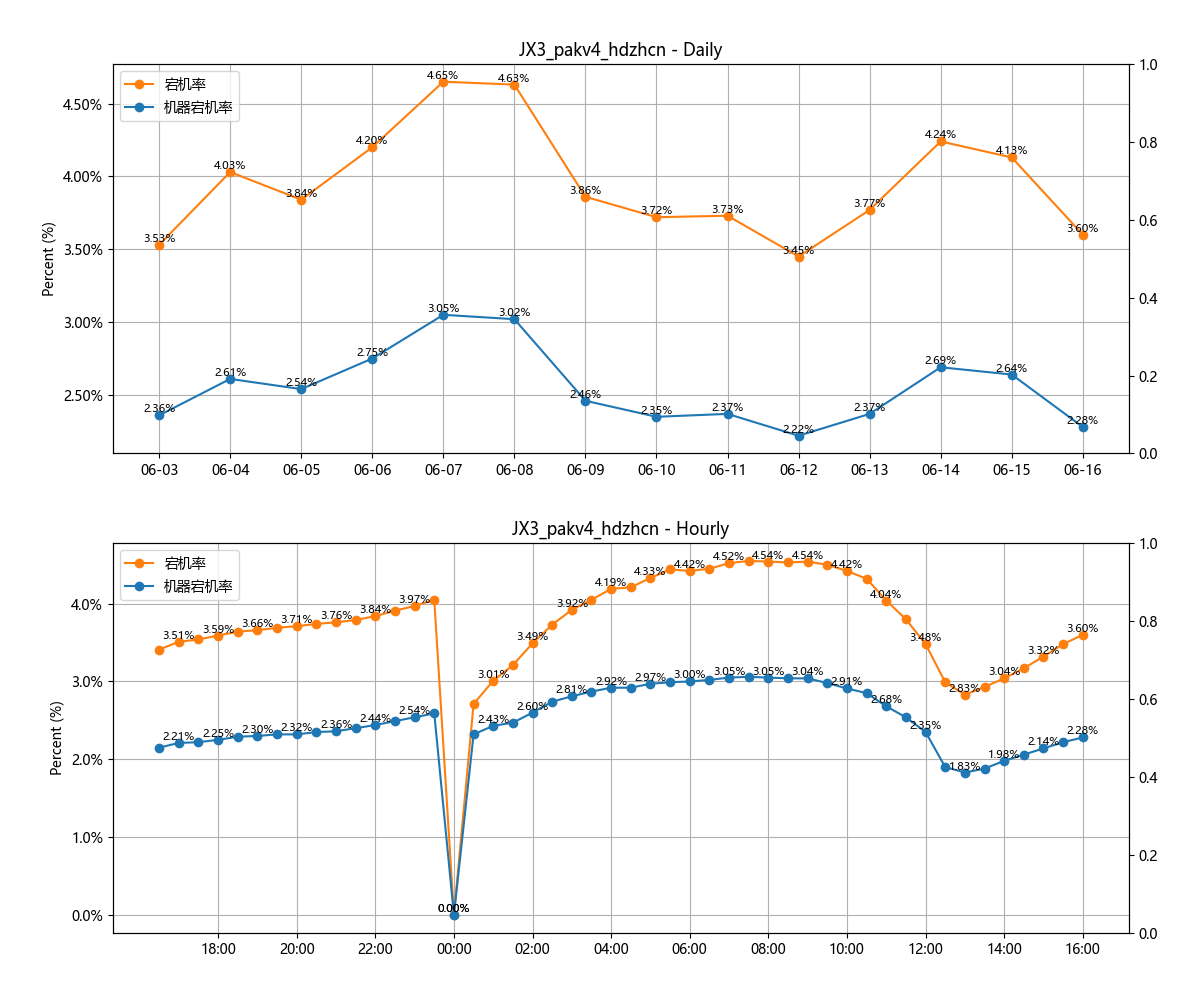 JX3_pakv4_hdzhcn - Daily
宕机率
机器宕机率
Percent (%)
4.50%
4.00%
3.50%
3.00%
2.50%
1.0
0.8
0.6
0.4
0.2
0.0
3.53% 4.03% 3.84% 4.20% 4.65% 4.63% 3.86% 3.72% 3.73% 3.45% 3.77% 4.24% 4.13% 3.60%
2.36% 2.61% 2.54% 2.75% 3.05% 3.02% 2.46% 2.35% 2.37% 2.22% 2.37% 2.69% 2.64% 2.28%
06-03 06-04 06-05 06-06 06-07 06-08 06-09 06-10 06-11 06-12 06-13 06-14 06-15 06-16
JX3_pakv4_hdzhcn - Hourly
宕机率
机器宕机率
Percent (%)
4.0%
3.0%
2.0%
1.0%
0.0%
1.0
0.8
0.6
0.4
0.2
0.0
3.51% 3.59% 3.66% 3.71% 3.76% 3.84% 3.97% 0.00% 3.01% 3.49% 3.92% 4.19% 4.33% 4.42% 4.52% 4.54% 4.54% 4.42% 4.04% 3.48% 2.83% 3.04% 3.32% 3.60%
2.21% 2.25% 2.30% 2.32% 2.36% 2.44% 2.54% 0.00% 2.43% 2.60% 2.81% 2.92% 2.97% 3.00% 3.05% 3.05% 3.04% 2.91% 2.68% 2.35% 1.83% 1.98% 2.14% 2.28%
18:00 20:00 22:00 00:00 02:00 04:00 06:00 08:00 10:00 12:00 14:00 16:00